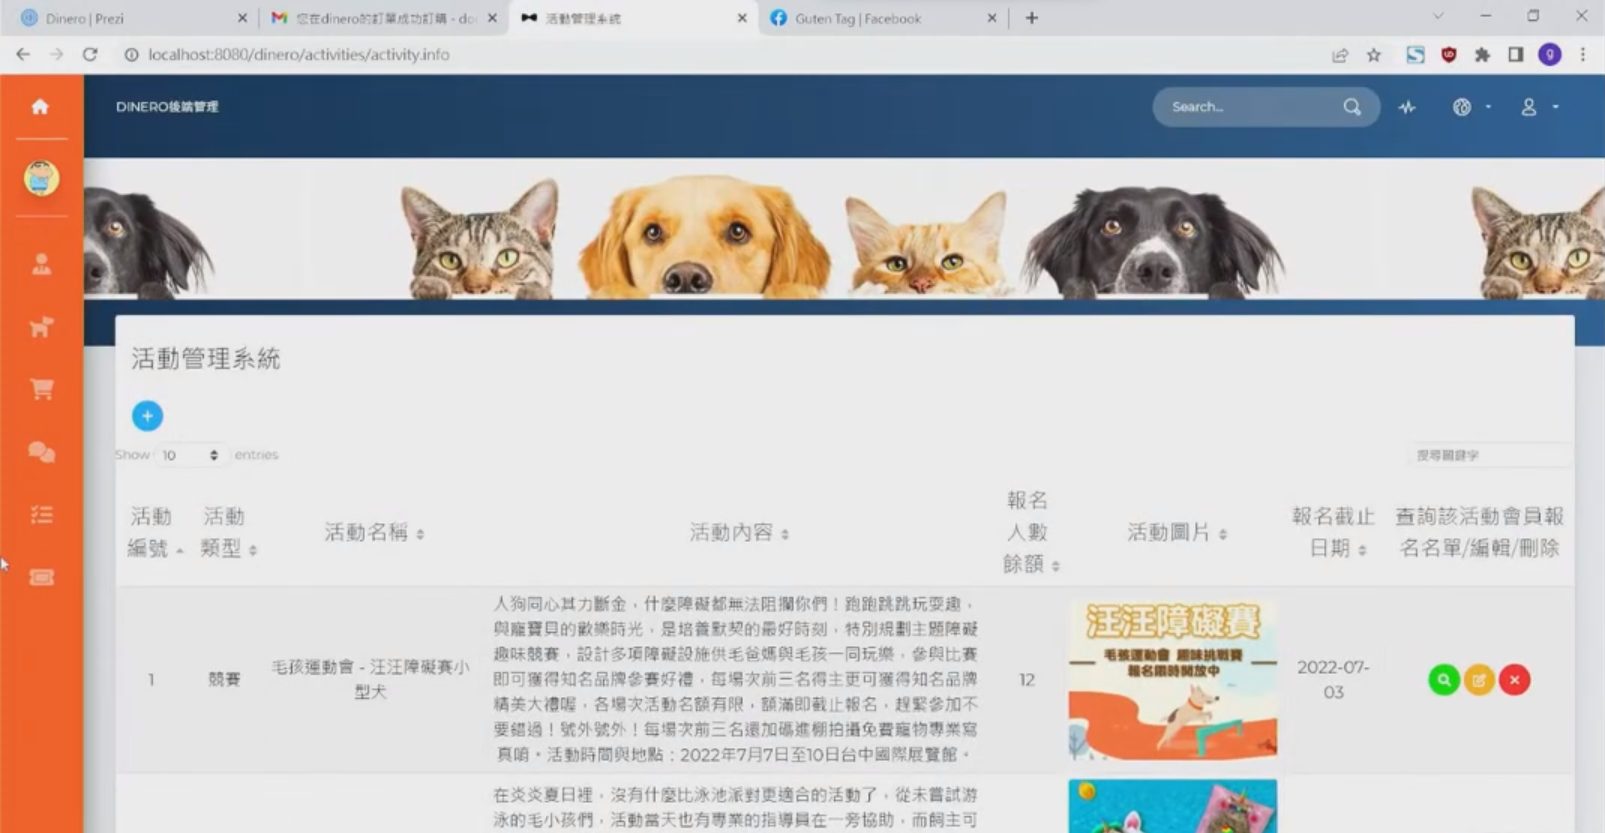 Dinero | Prezi
您在dinero的訂單成功訂購 - do
活動管理系統
Guten Tag | Facebook
localhost:8080/dinero/activities/activity.info
g
DINERO後端管理
Search...
活動管理系統
+
Show 10 entries
搜尋關鍵字
活動編號
活動類型
活動名稱
活動內容
報名人數餘額
活動圖片
報名截止日期
查詢該活動會員報名名單/編輯/刪除
1
競賽
毛孩運動會 - 汪汪障礙賽小
型犬
人狗同心其力斷金，什麼障礙都無法阻攔你們！跑跑跳跳玩耍趣，
與寵寶貝的歡樂時光，是培養默契的最好時刻，特別規劃主題障礙
趣味競賽，設計多項障礙設施供毛爸媽與毛孩一同玩樂，參與比賽
即可獲得知名品牌參賽好禮，每場次前三名得主更可獲得知名品牌
精美大禮喔，各場次活動名額有限，額滿即截止報名，趕緊參加不
要錯過！號外號外！每場次前三名還加碼進棚拍攝免費寵物專業寫
真唷。活動時間與地點：2022年7月7日至10日台中國際展覽館。
12
汪汪障礙賽
毛孩運動會 趣味挑戰賽
報名限時開放中
2022-07-
03
在炎炎夏日裡，沒有什麼比泳池派對更適合的活動了，從未嘗試游
泳的毛小孩們，活動當天也有專業的指導員在一旁協助，而飼主可